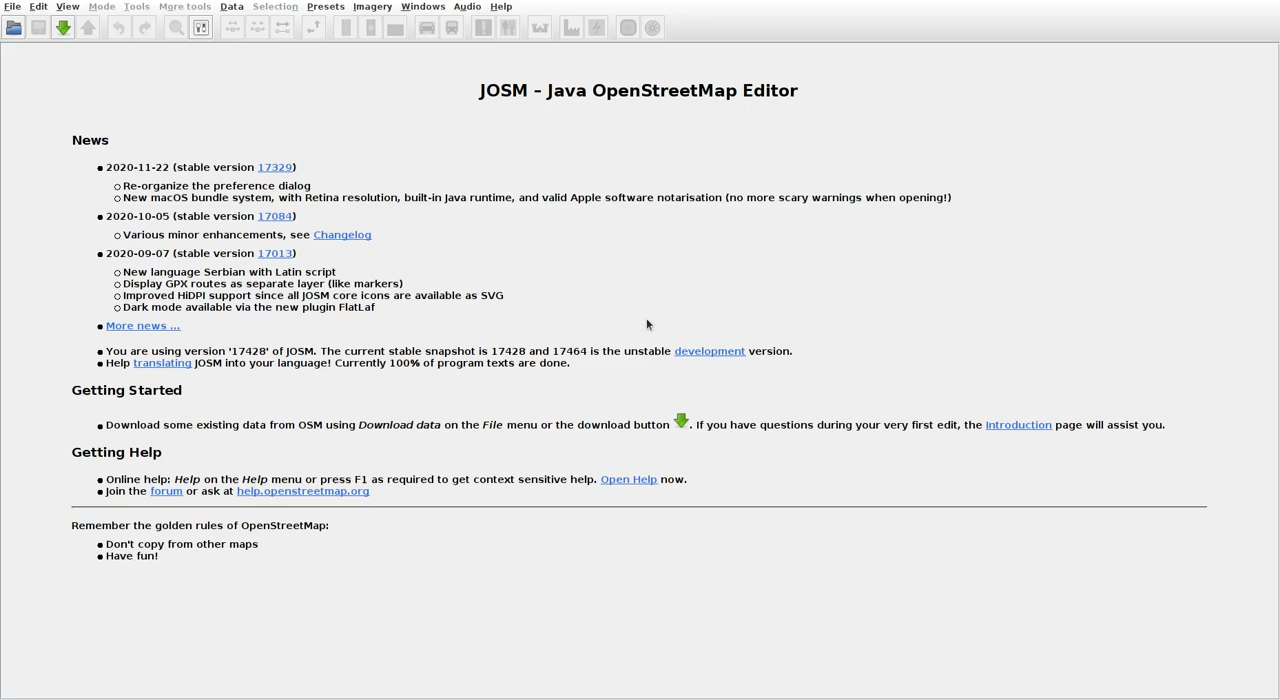 File Edit View Mode Tools More tools Data Selection Presets Imagery Windows Audio Help
JOSM – Java OpenStreetMap Editor
News
2020-11-22 (stable version 17329)
Re-organize the preference dialog
New macOS bundle system, with Retina resolution, built-in Java runtime, and valid Apple software notarisation (no more scary warnings when opening!)
2020-10-05 (stable version 17084)
Various minor enhancements, see Changelog
2020-09-07 (stable version 17013)
New language Serbian with Latin script
Display GPX routes as separate layer (like markers)
Improved HiDPI support since all JOSM core icons are available as SVG
Dark mode available via the new plugin FlatLaf
More news ...
You are using version '17428' of JOSM. The current stable snapshot is 17428 and 17464 is the unstable development version.
Help translating JOSM into your language! Currently 100% of program texts are done.
Getting Started
Download some existing data from OSM using Download data on the File menu or the download button . If you have questions during your very first edit, the Introduction page will assist you.
Getting Help
Online help: Help on the Help menu or press F1 as required to get context sensitive help. Open Help now.
Join the forum or ask at help.openstreetmap.org
Remember the golden rules of OpenStreetMap:
Don't copy from other maps
Have fun!